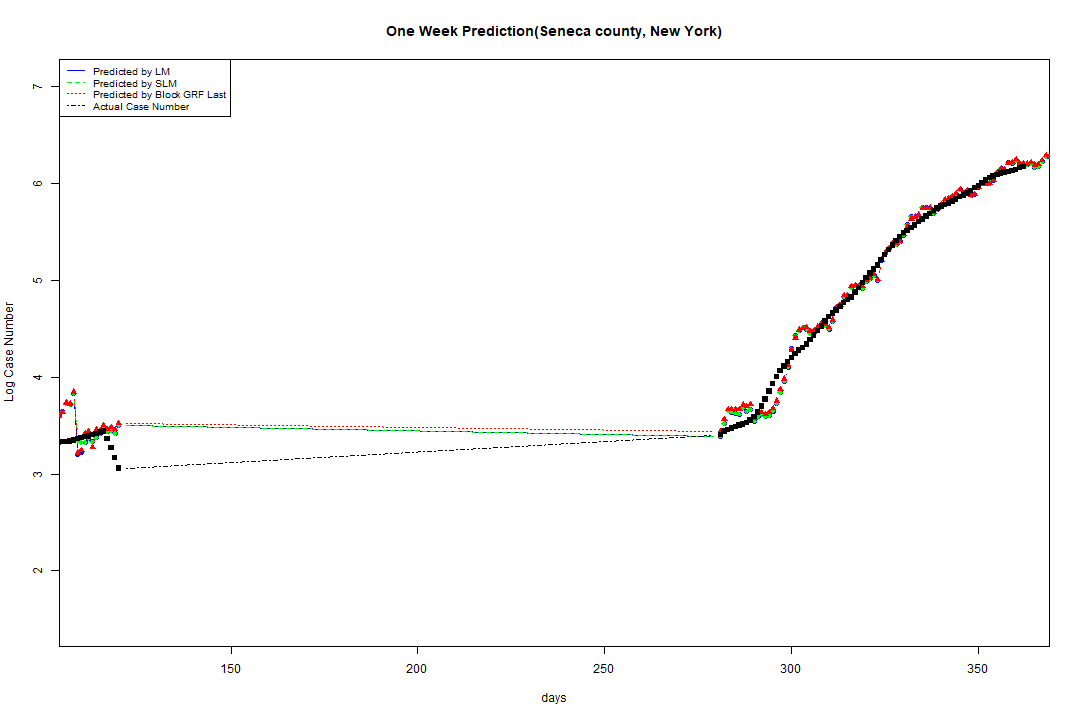 One Week Prediction(Seneca county, New York)
Predicted by LM
Predicted by SLM
Predicted by Block GRF Last
Actual Case Number
7
6
5
4
3
2
Log Case Number
150
200
250
300
350
days